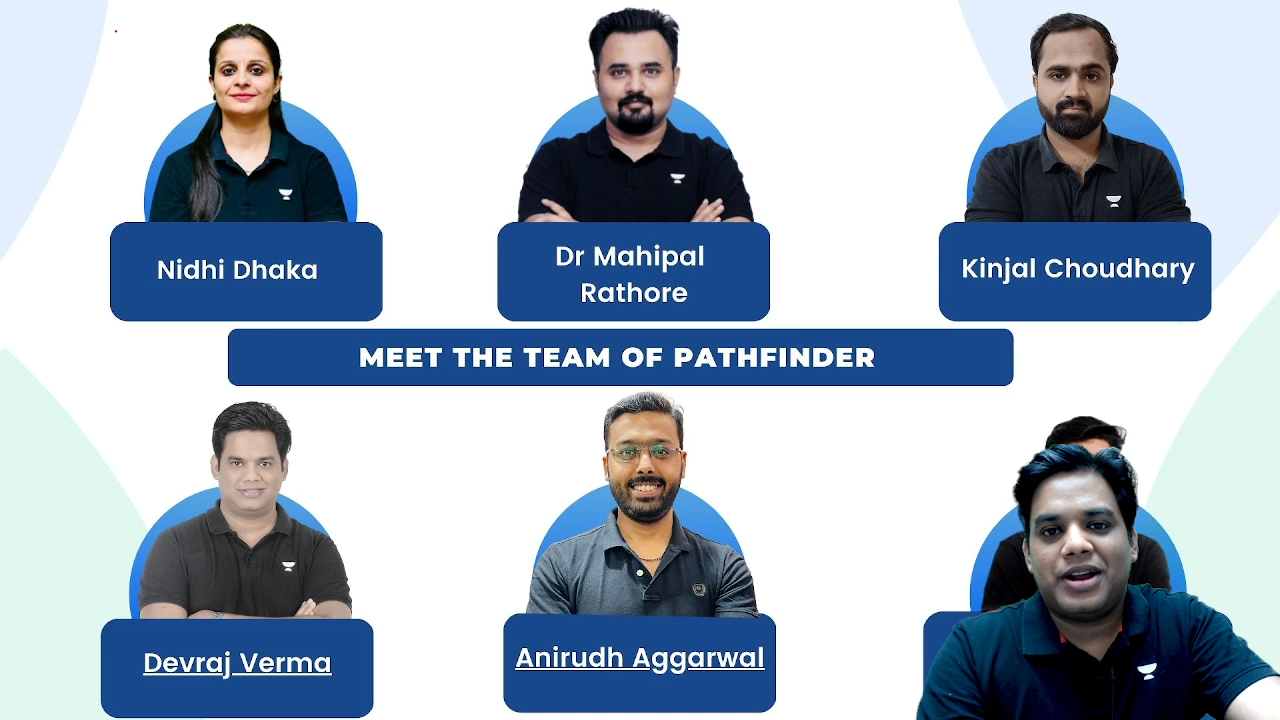 Nidhi Dhaka
Dr Mahipal
Rathore
Kinjal Choudhary
MEET THE TEAM OF PATHFINDER
Devraj Verma
Anirudh Aggarwal